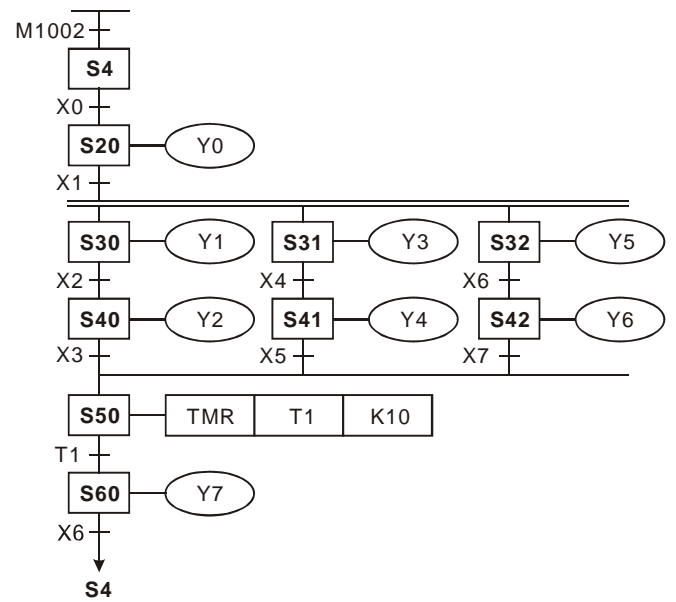 M1002
S4
X0
S20 Y0
X1
S30 Y1 S31 Y3 S32 Y5
X2 X4 X6
S40 Y2 S41 Y4 S42 Y6
X3 X5 X7
S50 TMR T1 K10
T1
S60 Y7
X6
S4